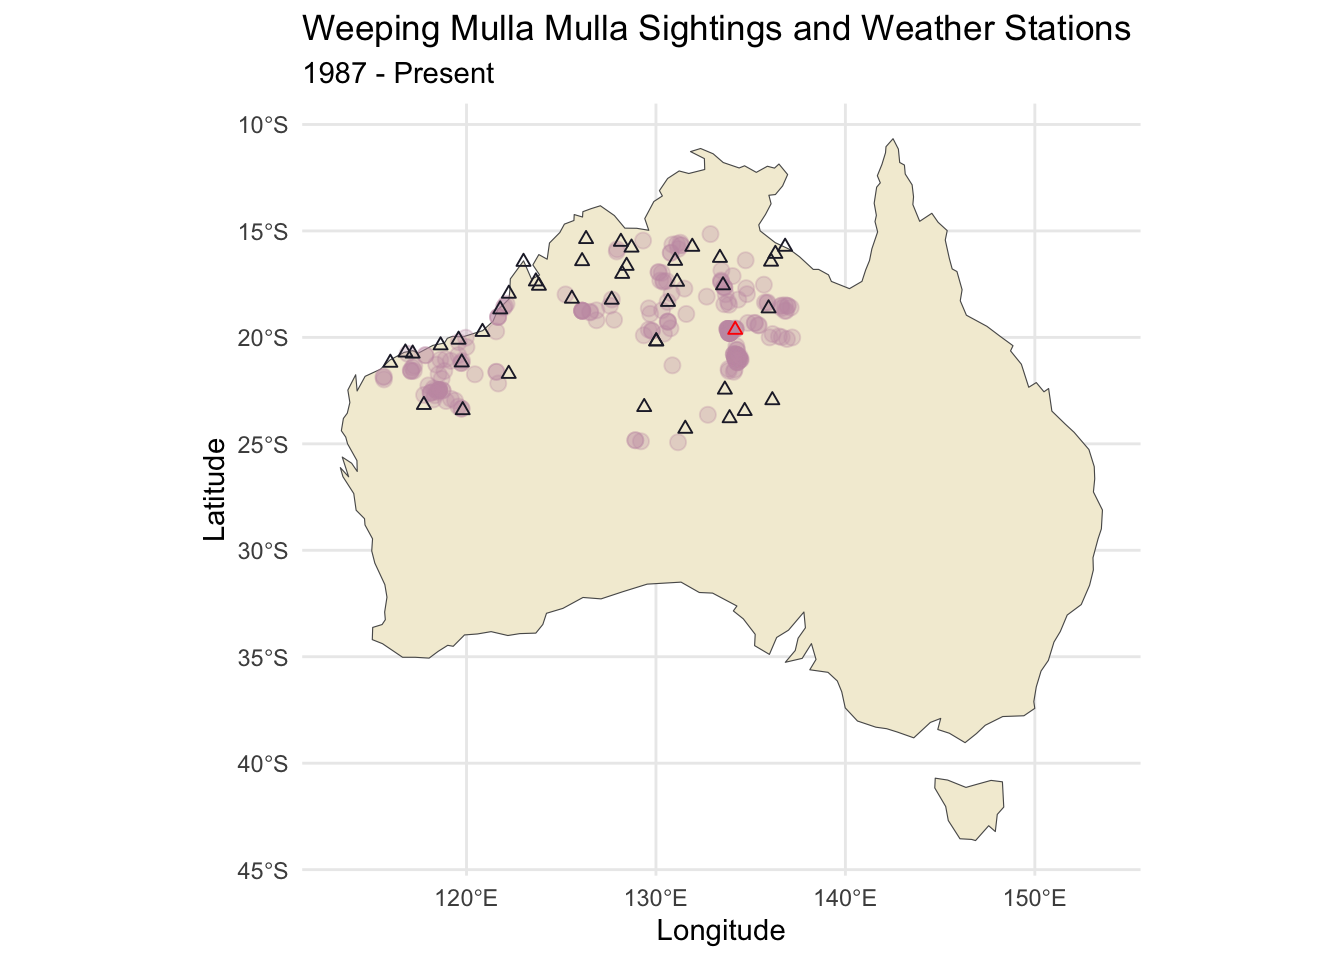 Weeping Mulla Mulla Sightings and Weather Stations
1987 - Present
10°S
15°S
20°S
25°S
30°S
35°S
40°S
45°S
Latitude
120°E 130°E 140°E 150°E
Longitude